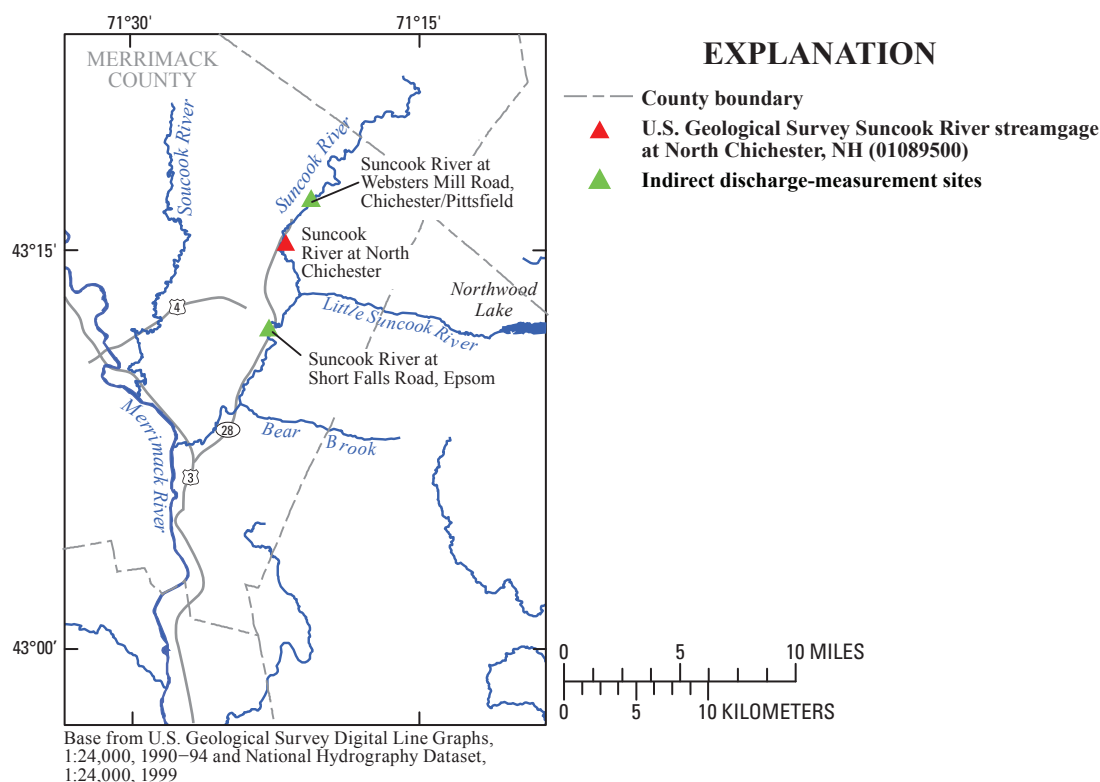 71°30'
71°15'
MERRIMACK
COUNTY
Soucook River
Suncook River
Suncook River at
Websters Mill Road,
Chichester/Pittsfield
43°15'
Suncook
River at North
Chichester
Northwood
Lake
4
Little Suncook River
Suncook River at
Short Falls Road, Epsom
Merrimack River
28
Bear Brook
3
43°00'
Base from U.S. Geological Survey Digital Line Graphs,
1:24,000, 1990–94 and National Hydrography Dataset,
1:24,000, 1999
EXPLANATION
County boundary
U.S. Geological Survey Suncook River streamgage
at North Chichester, NH (01089500)
Indirect discharge-measurement sites
0 5 10 MILES
0 5 10 KILOMETERS